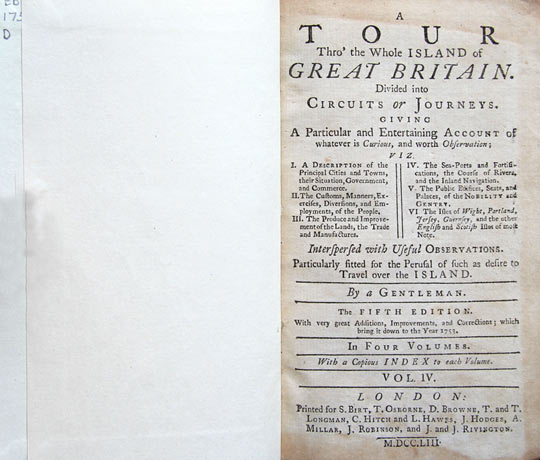 175
D
A
TOUR
Thro' the Whole ISLAND of
GREAT BRITAIN.
Divided into
CIRCUITS or JOURNEYS.
GIVING
A Particular and Entertaining ACCOUNT of
whatever is Curious, and worth Observation;
VIZ.
I. A DESCRIPTION of the
Principal Cities and Towns,
their Situation, Government,
and Commerce.
II. The Customs, Manners, Ex-
ercises, Diversions, and Em-
ployments, of the People.
III. The Produce and Improve-
ment of the Lands, the Trade
and Manufactures.
IV. The Sea-Ports and Fortifi-
cations, the Course of Rivers,
and the Inland Navigation.
V. The Public Edifices, Seats, and
Palaces, of the NOBILITY and
GENTRY.
VI The Isles of Wight, Portland,
Jersey, Guernsey, and the other
English and Scotish Isles of most
Note.
Interspersed with Useful OBSERVATIONS.
Particularly fitted for the Perusal of such as desire to
Travel over the ISLAND.
By a GENTLEMAN.
The FIFTH EDITION.
With very great Additions, Improvements, and Corrections; which
bring it down to the Year 1753.
In FOUR VOLUMES.
With a Copious INDEX to each Volume.
VOL. IV.
LONDON:
Printed for S. BIRT, T. OSBORNE, D. BROWNE, T. and T.
LONGMAN, C. HITCH and L. HAWES, J. HODGES, A.
MILLAR, J. ROBINSON, and J. and J. RIVINGTON.
M.DCC.LIII.